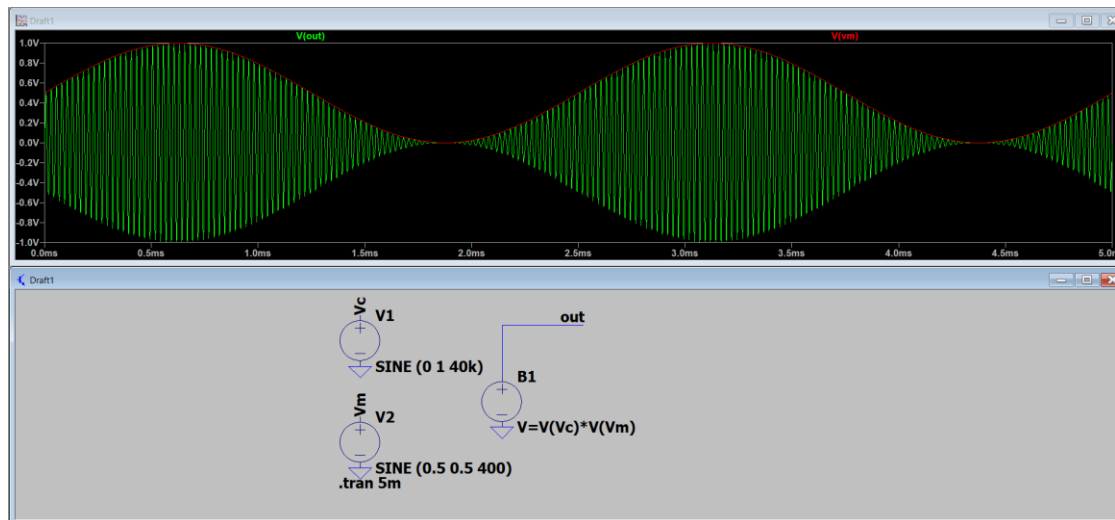 Draft1
V(out) V(vm)
1.0V
0.8V
0.6V
0.4V
0.2V
0.0V
-0.2V
-0.4V
-0.6V
-0.8V
-1.0V
0.0ms 0.5ms 1.0ms 1.5ms 2.0ms 2.5ms 3.0ms 3.5ms 4.0ms 4.5ms
Draft1
Vc
V1
SINE (0 1 40k)
out
B1
V=V(Vc)*V(Vm)
Vm
V2
SINE (0.5 0.5 400)
.tran 5m